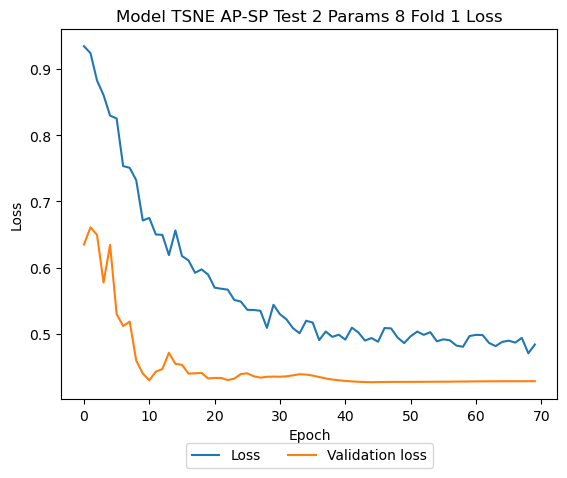 Model TSNE AP-SP Test 2 Params 8 Fold 1 Loss
Loss
0.9
0.8
0.7
0.6
0.5
0 10 20 30 40 50 60 70
Epoch
Loss Validation loss